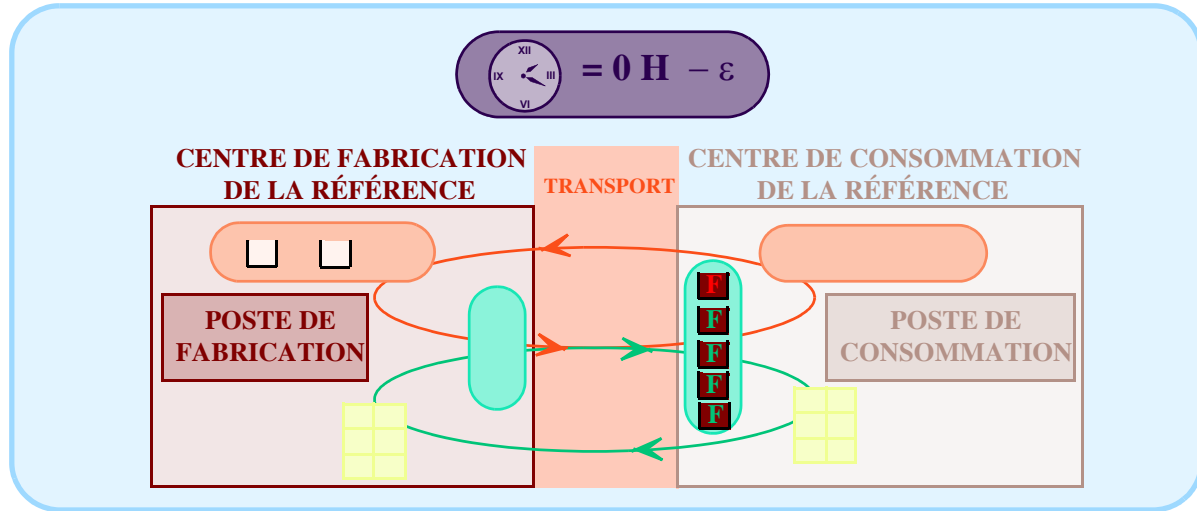 XII
IX III
VI
= 0 H − ε
CENTRE DE FABRICATION
DE LA RÉFÉRENCE
TRANSPORT
CENTRE DE CONSOMMATION
DE LA RÉFÉRENCE
POSTE DE
FABRICATION
F
F
F
F
F
POSTE DE
CONSOMMATION